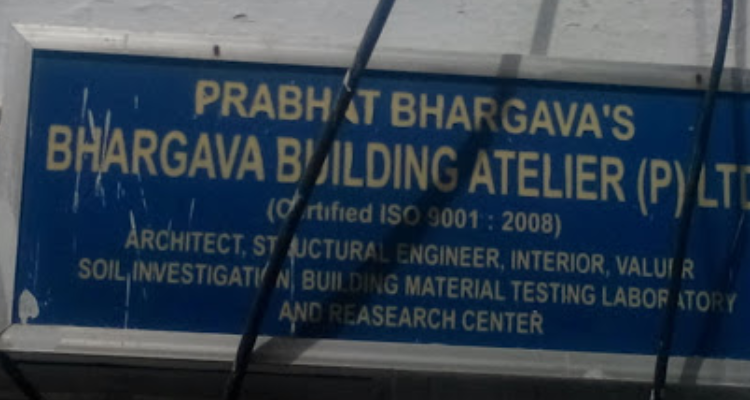 PRABHAT BHARGAVA'S
BHARGAVA BUILDING ATELIER (P) LTD
(Certified ISO 9001 : 2008)
ARCHITECT, STRUCTURAL ENGINEER, INTERIOR, VALUER
SOIL INVESTIGATION, BUILDING MATERIAL TESTING LABORATORY
AND REASEARCH CENTER